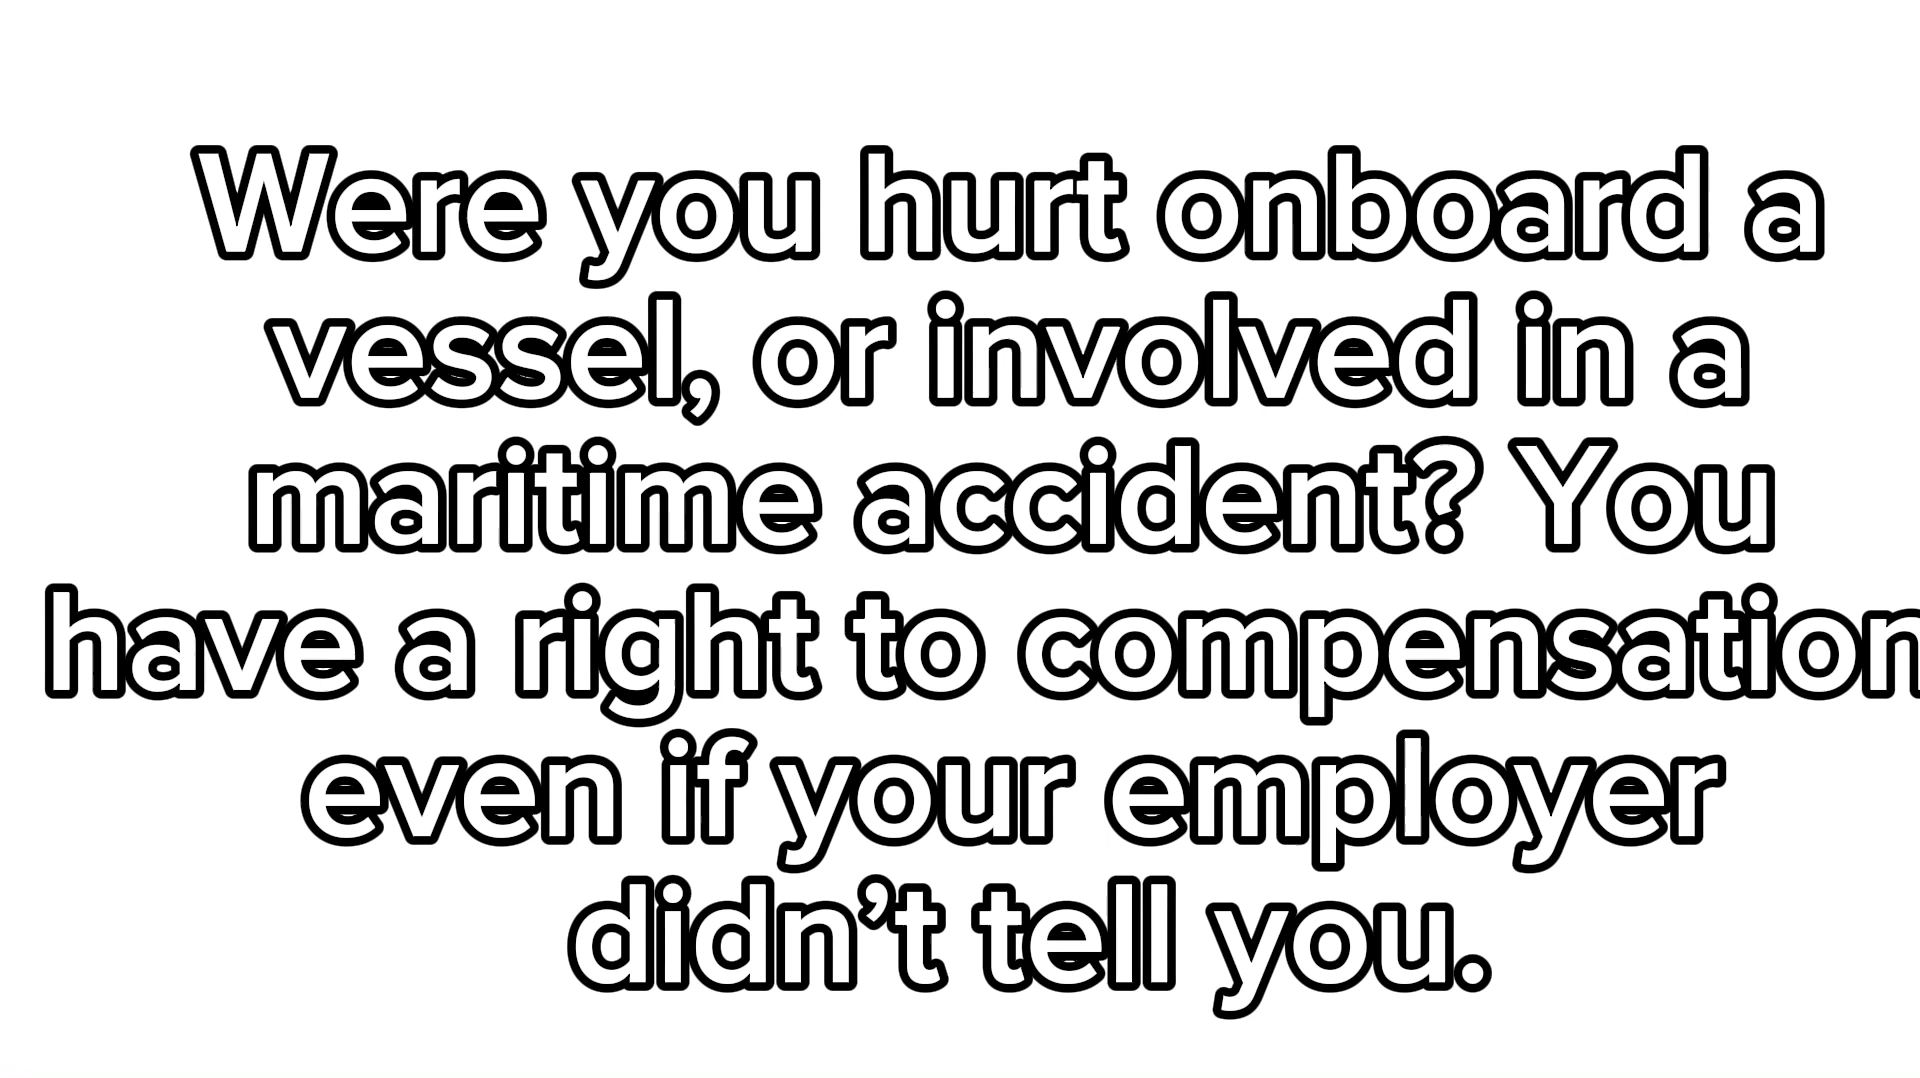 Were you hurt onboard a
vessel, or involved in a
maritime accident? You
have a right to compensation
even if your employer
didn’t tell you.